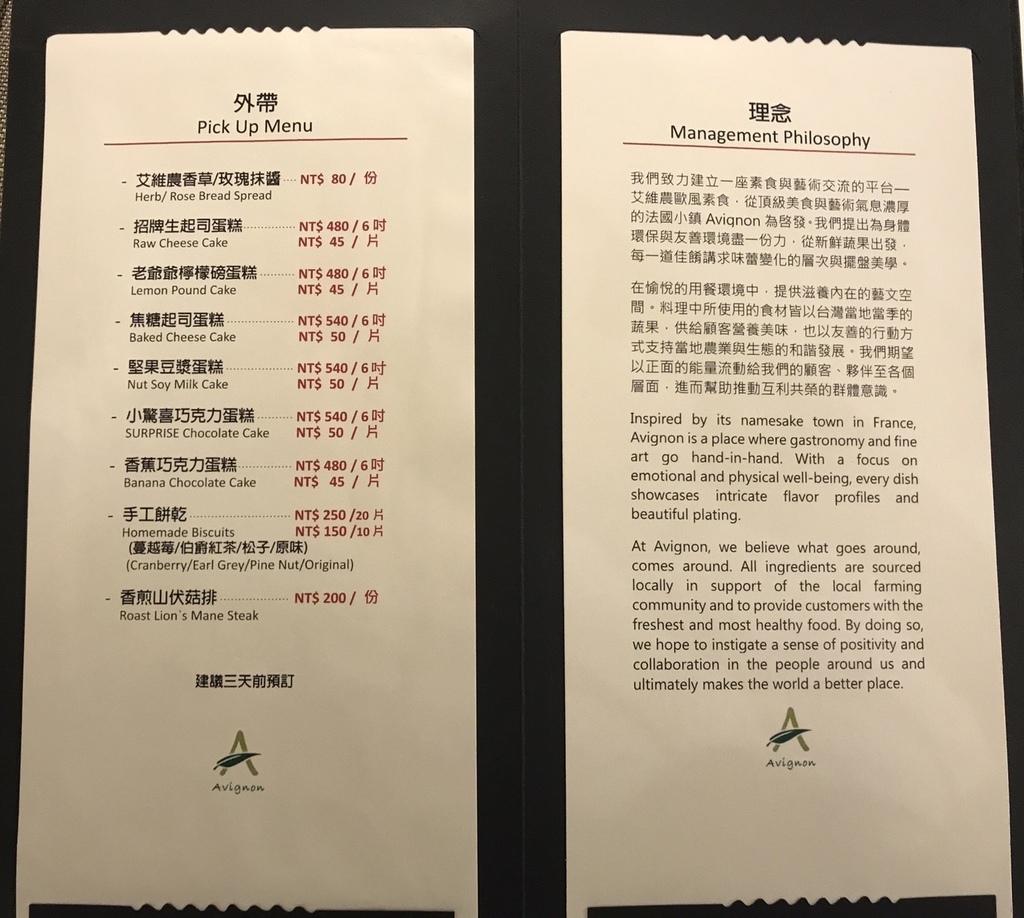 外帶
Pick Up Menu
- 艾維農香草/玫瑰抹醬 ···· NT$ 80 / 份
Herb/ Rose Bread Spread
- 招牌生起司蛋糕 ················ NT$ 480 / 6 吋
Raw Cheese Cake NT$ 45 / 片
- 老爺爺檸檬磅蛋糕 ·········· NT$ 480 / 6 吋
Lemon Pound Cake NT$ 45 / 片
- 焦糖起司蛋糕 ··················· NT$ 540 / 6 吋
Baked Cheese Cake NT$ 50 / 片
- 堅果豆漿蛋糕 ··················· NT$ 540 / 6 吋
Nut Soy Milk Cake NT$ 50 / 片
- 小驚喜巧克力蛋糕 ·········· NT$ 540 / 6 吋
SURPRISE Chocolate Cake NT$ 50 / 片
- 香蕉巧克力蛋糕 ··············· NT$ 480 / 6 吋
Banana Chocolate Cake NT$ 45 / 片
- 手工餅乾 ··························· NT$ 250 /20 片
Homemade Biscuits NT$ 150 /10 片
(蔓越莓/伯爵紅茶/松子/原味)
(Cranberry/Earl Grey/Pine Nut/Original)
- 香煎山伏菇排 ···················· NT$ 200 / 份
Roast Lion`s Mane Steak
建議三天前預訂
Avignon
理念
Management Philosophy
我們致力建立一座素食與藝術交流的平台—
艾維農歐風素食，從頂級美食與藝術氣息濃厚
的法國小鎮 Avignon 為啓發。我們提出為身體
環保與友善環境盡一份力，從新鮮蔬果出發，
每一道佳餚講求味蕾變化的層次與擺盤美學。
在愉悅的用餐環境中，提供滋養內在的藝文空
間。料理中所使用的食材皆以台灣當地當季的
蔬果，供給顧客營養美味，也以友善的行動方
式支持當地農業與生態的和諧發展。我們期望
以正面的能量流動給我們的顧客、夥伴至各個
層面，進而幫助推動互利共榮的群體意識。
Inspired by its namesake town in France,
Avignon is a place where gastronomy and fine
art go hand-in-hand. With a focus on
emotional and physical well-being, every dish
showcases intricate flavor profiles and
beautiful plating.
At Avignon, we believe what goes around,
comes around. All ingredients are sourced
locally in support of the local farming
community and to provide customers with the
freshest and most healthy food. By doing so,
we hope to instigate a sense of positivity and
collaboration in the people around us and
ultimately makes the world a better place.
Avignon